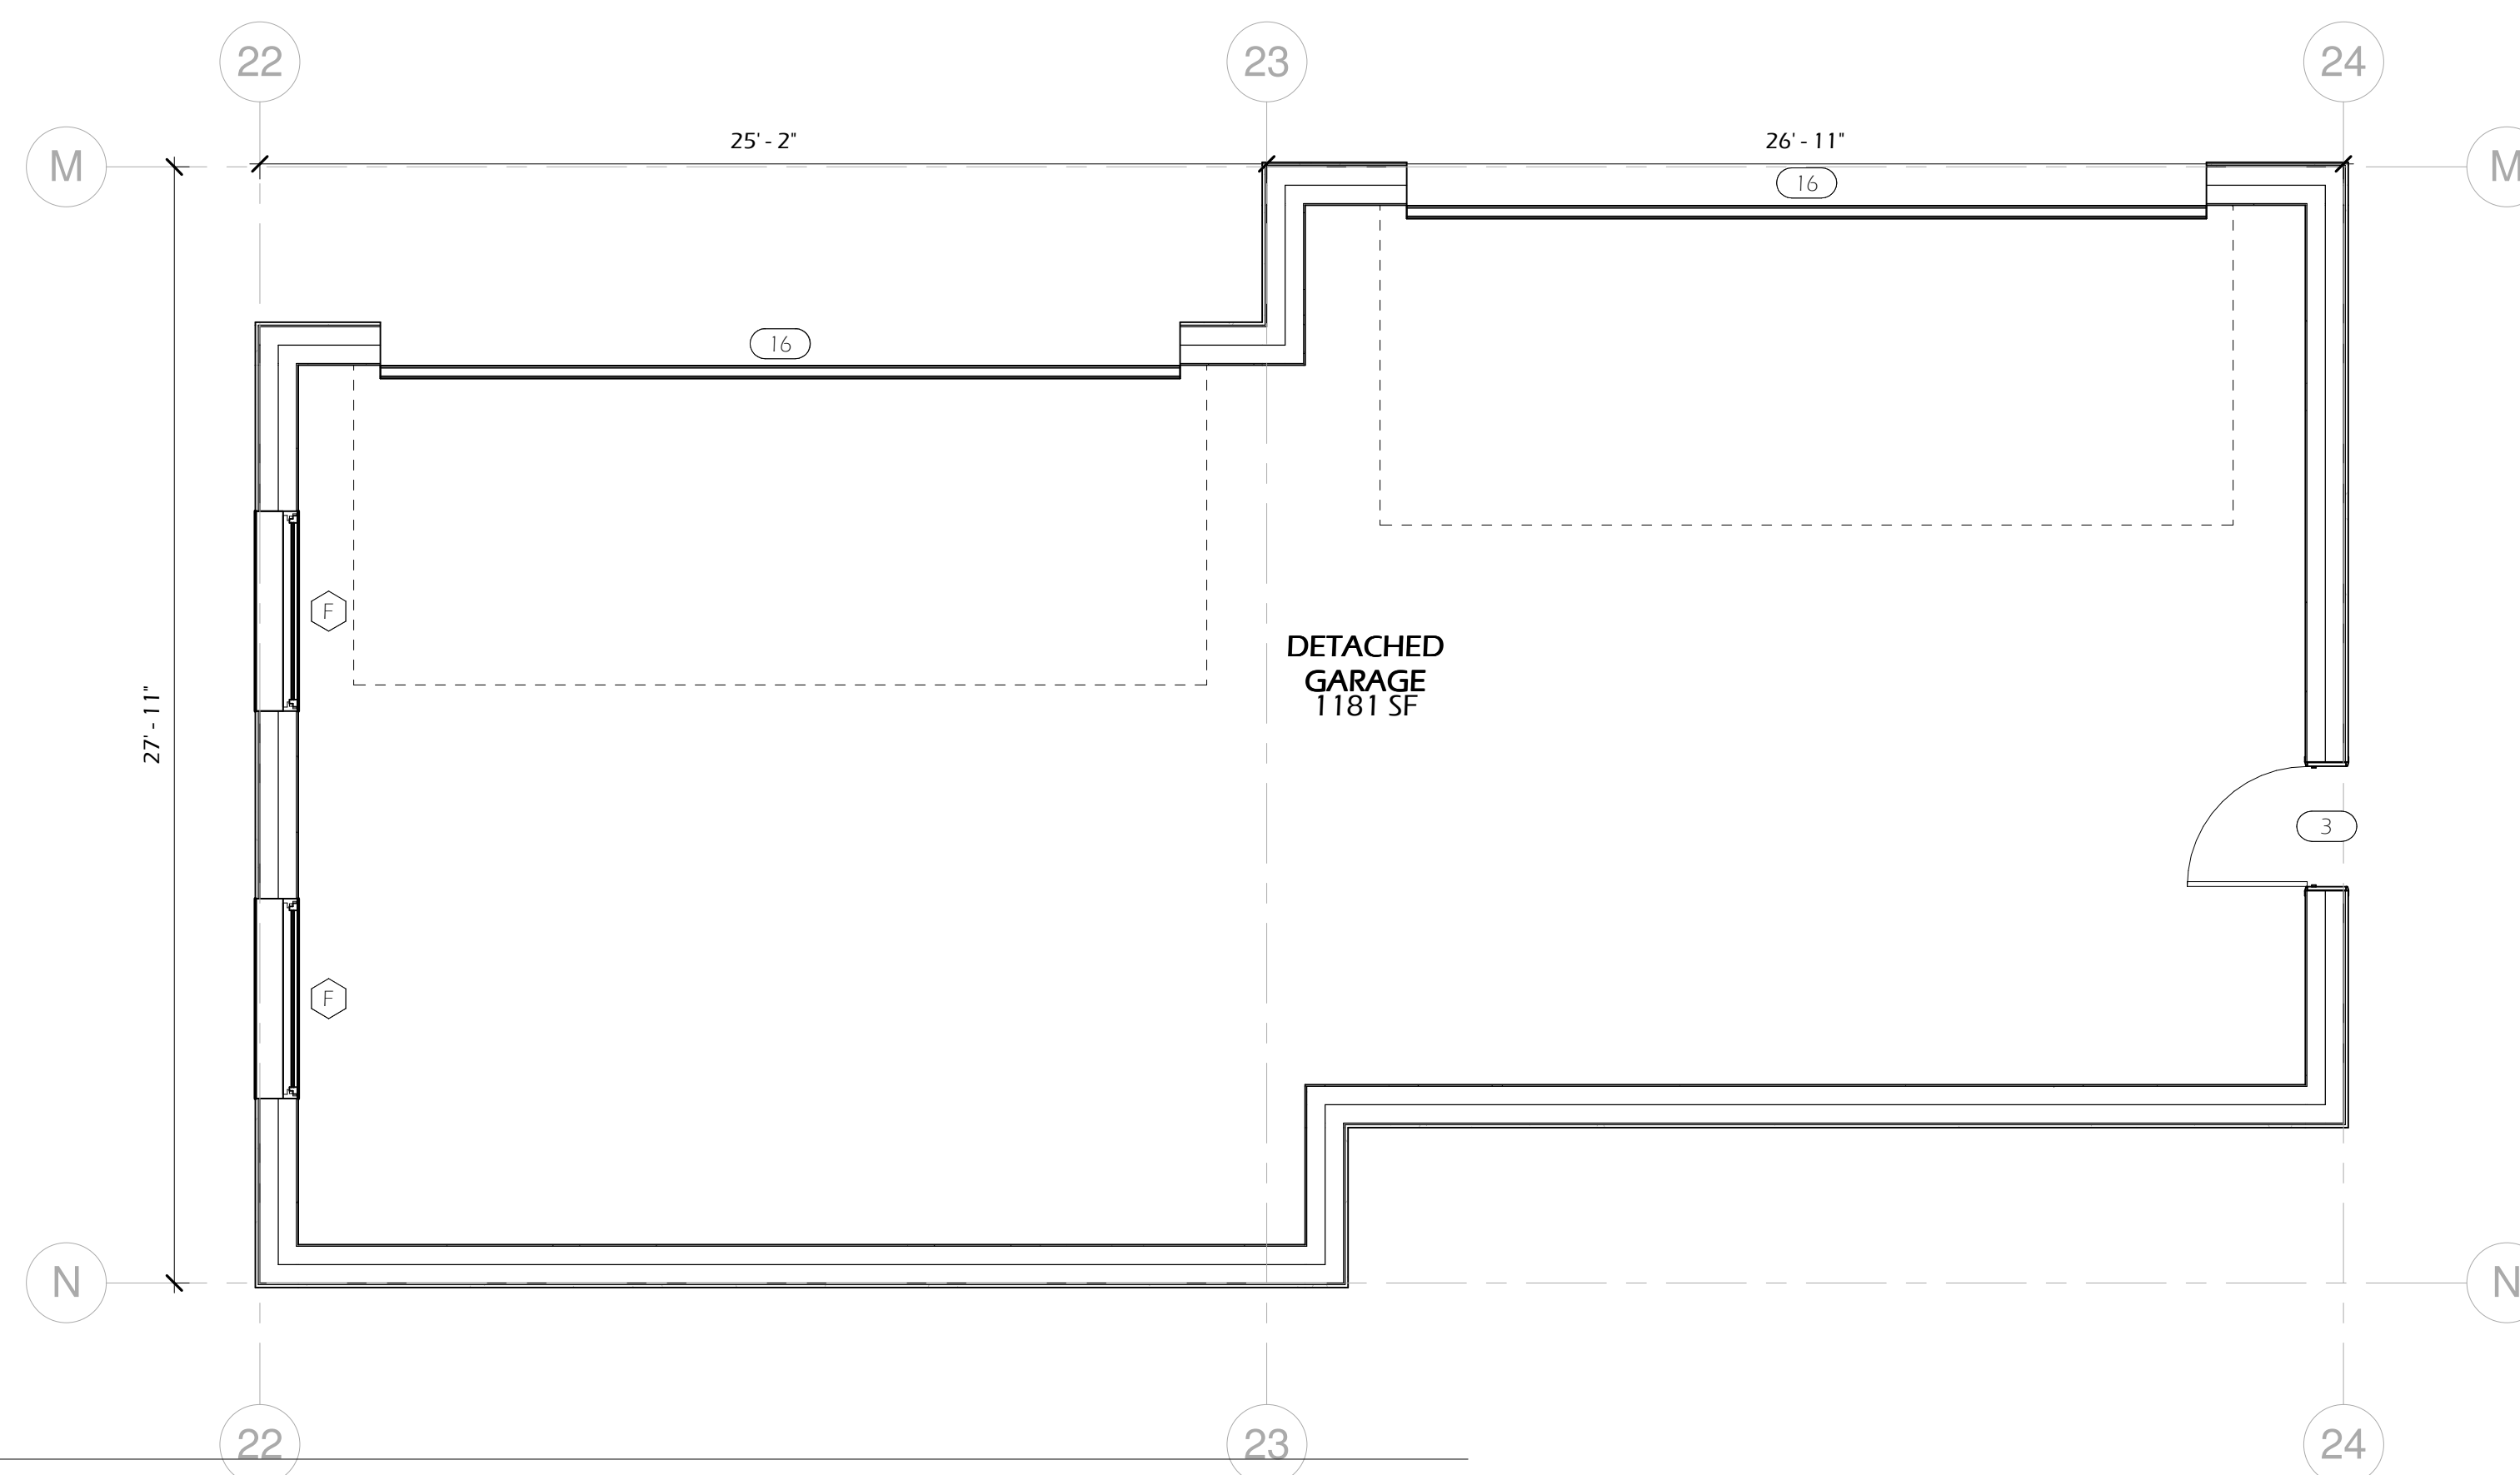 22
23
24
25' - 2"
26' - 11"
M
M
16
16
F
DETACHED
GARAGE
1181 SF
27' - 11"
3
F
N
N
22
23
24